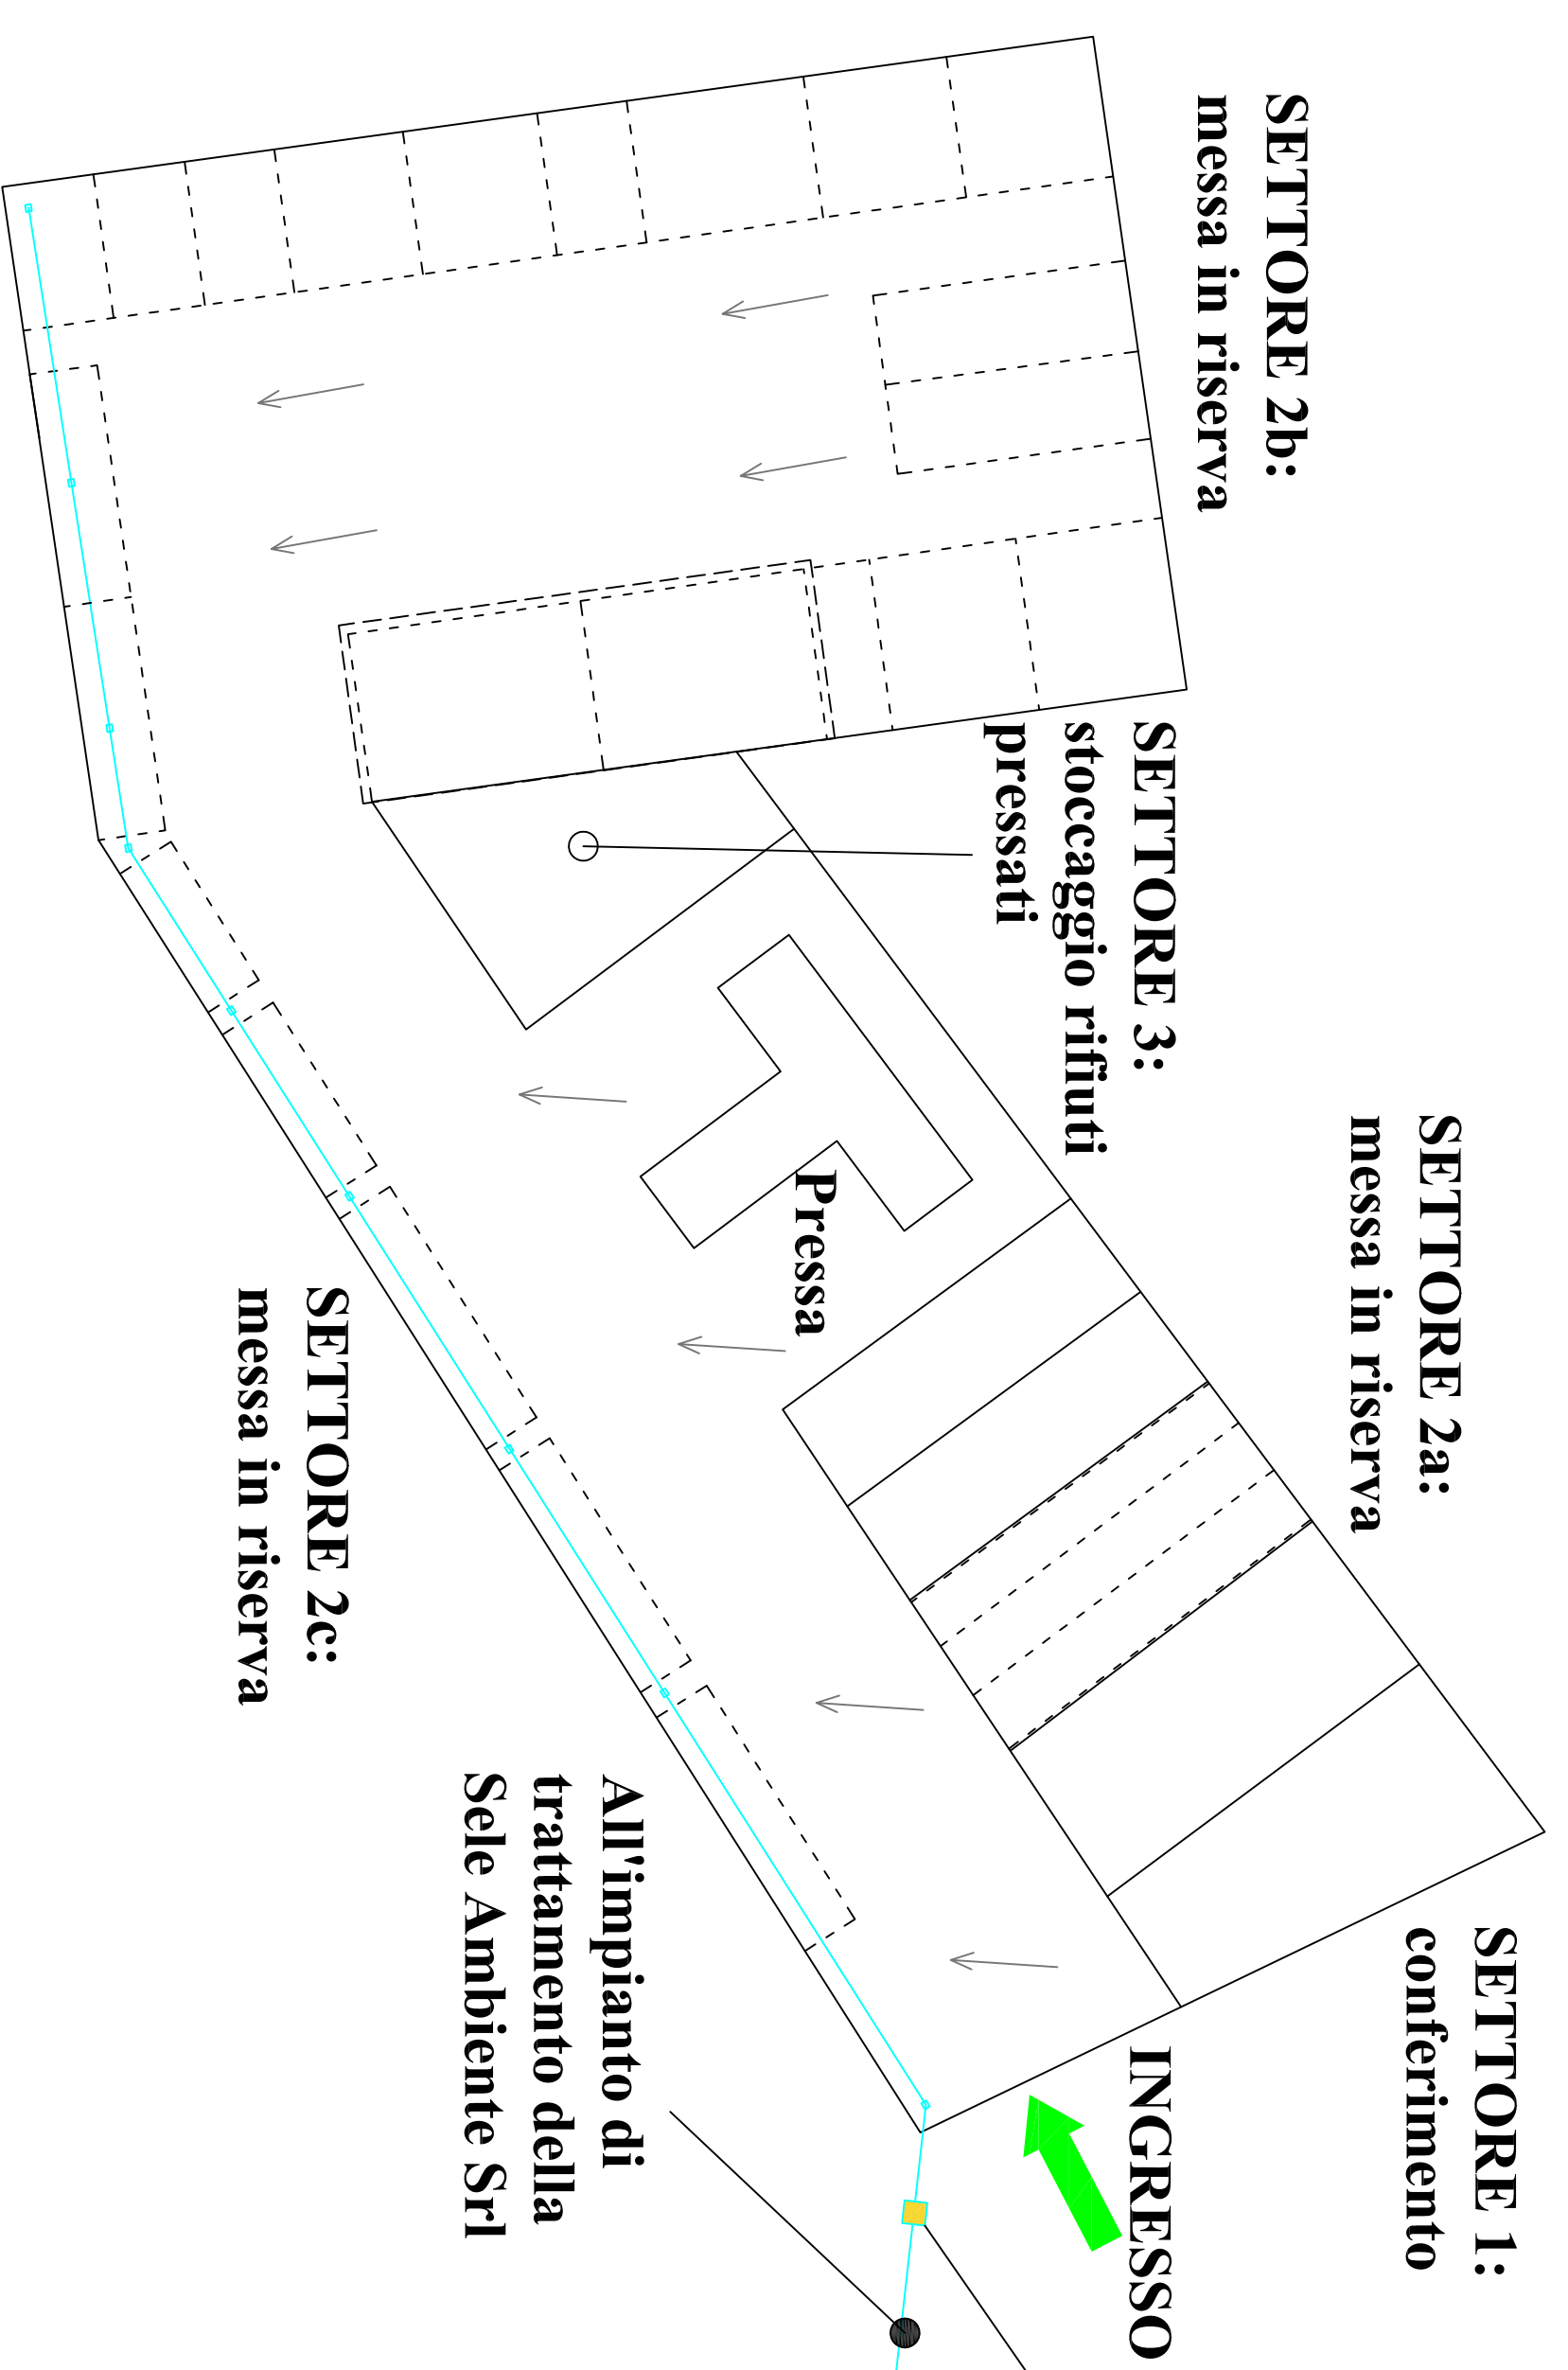 SETTORE 1:
conferimento
SETTORE 2a:
messa in riserva
SETTORE 2b:
messa in riserva
SETTORE 3:
stoccaggio rifiuti
pressati
INGRESSO
Pressa
All'impianto di
trattamento della
Sele Ambiente Srl
SETTORE 2c:
messa in riserva